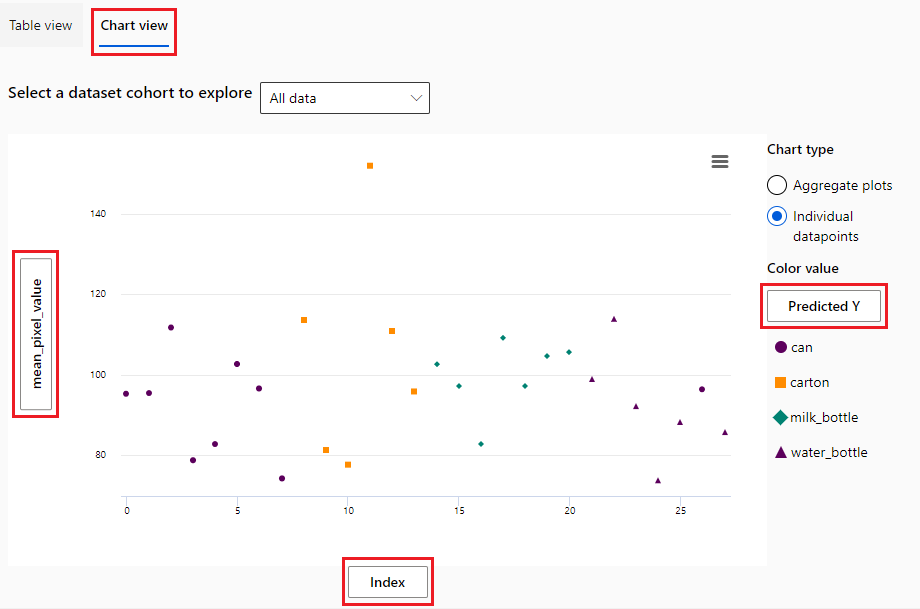 Table view
Chart view
Select a dataset cohort to explore
All data
Chart type
Aggregate plots
Individual
datapoints
Color value
Predicted Y
can
carton
milk_bottle
water_bottle
mean_pixel_value
140
120
100
80
0 5 10 15 20 25
Index